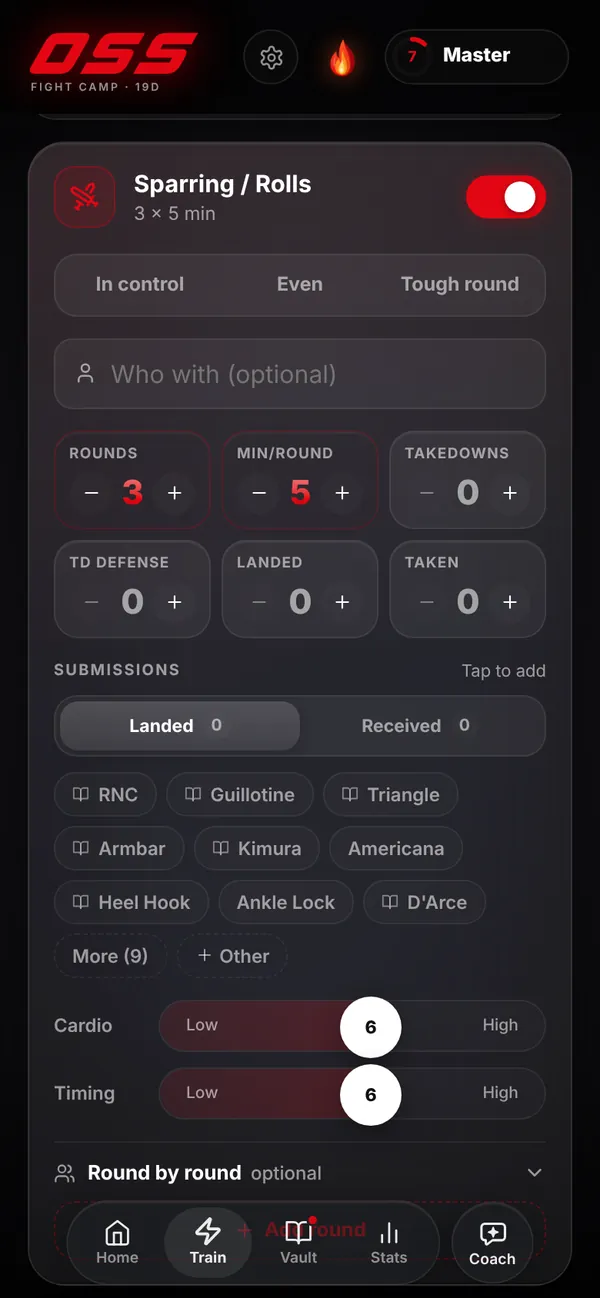 OSS
FIGHT CAMP · 19D
7 Master
Sparring / Rolls
3 × 5 min
In control Even Tough round
Who with (optional)
ROUNDS MIN/ROUND TAKEDOWNS
− 3 + − 5 + − 0 +
TD DEFENSE LANDED TAKEN
− 0 + − 0 + − 0 +
SUBMISSIONS Tap to add
Landed 0 Received 0
RNC Guillotine Triangle
Armbar Kimura Americana
Heel Hook Ankle Lock D'Arce
More (9) + Other
Cardio Low 6 High
Timing Low 6 High
Round by round optional
+ Add round
Home Train Vault Stats Coach